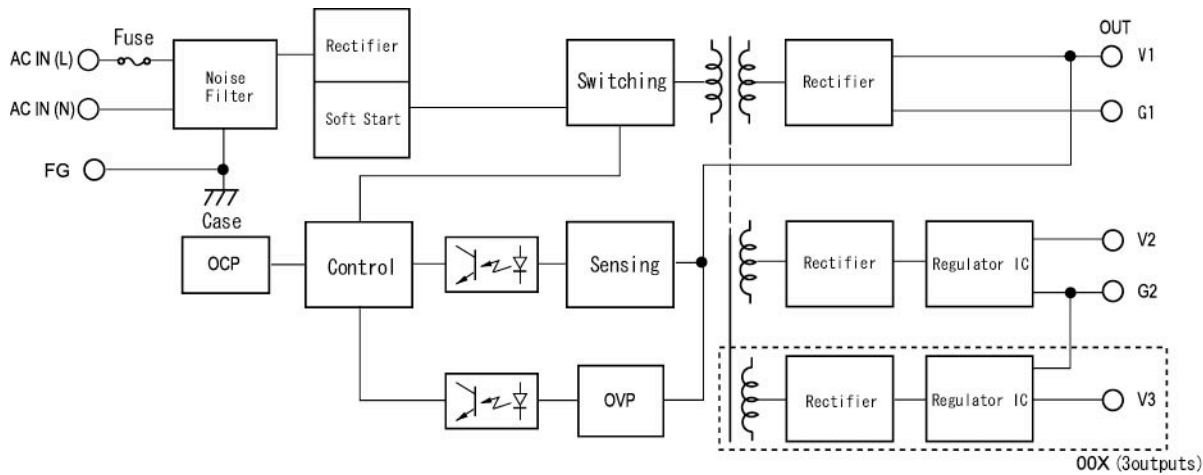 OUT
AC IN (L)
Fuse
Noise
Filter
Rectifier
Soft Start
Switching
Rectifier
V1
G1
AC IN (N)
FG
Case
OCP
Control
Sensing
Rectifier
Regulator IC
V2
G2
OVP
Rectifier
Regulator IC
V3
00X (3outputs)